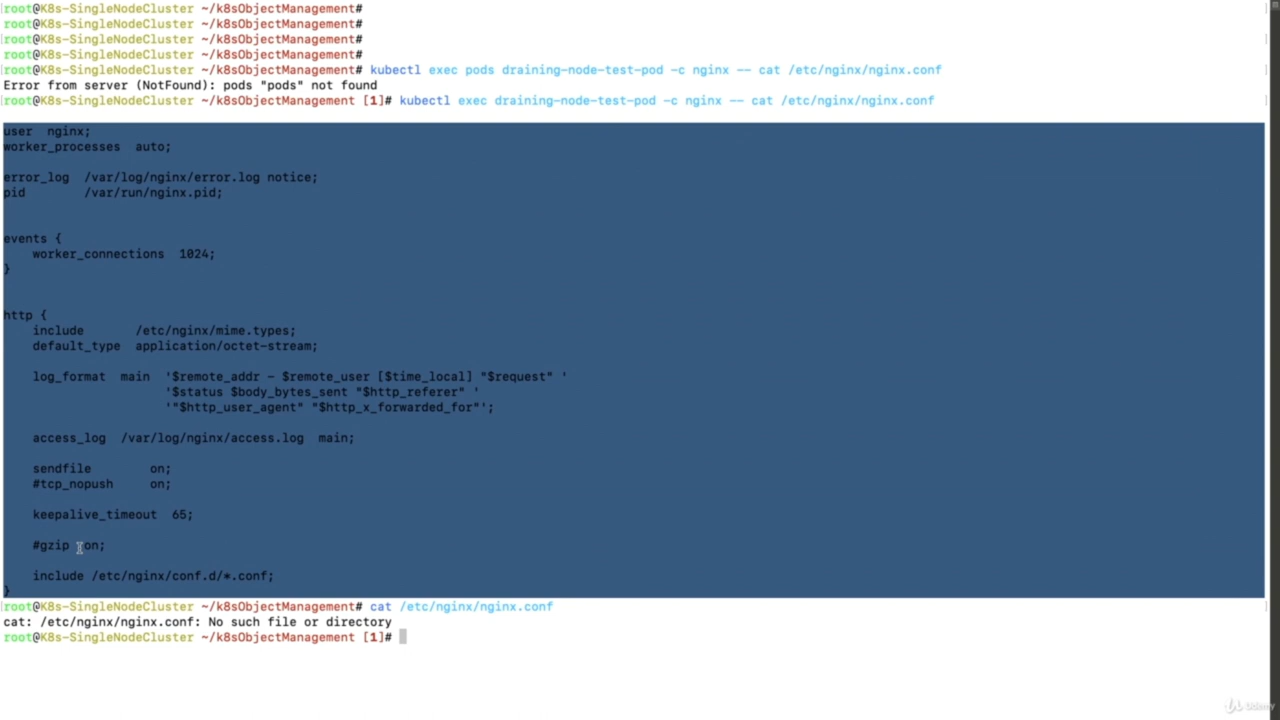 root@K8s-SingleNodeCluster ~/k8sObjectManagement#
root@K8s-SingleNodeCluster ~/k8sObjectManagement#
root@K8s-SingleNodeCluster ~/k8sObjectManagement#
root@K8s-SingleNodeCluster ~/k8sObjectManagement#
root@K8s-SingleNodeCluster ~/k8sObjectManagement# kubectl exec pods draining-node-test-pod -c nginx -- cat /etc/nginx/nginx.conf
Error from server (NotFound): pods "pods" not found
root@K8s-SingleNodeCluster ~/k8sObjectManagement [1]# kubectl exec draining-node-test-pod -c nginx -- cat /etc/nginx/nginx.conf
user  nginx;
worker_processes  auto;
error_log  /var/log/nginx/error.log notice;
pid        /var/run/nginx.pid;
events {
    worker_connections  1024;
}
http {
    include       /etc/nginx/mime.types;
    default_type  application/octet-stream;
    log_format  main  '$remote_addr - $remote_user [$time_local] "$request" '
                      '$status $body_bytes_sent "$http_referer" '
                      '"$http_user_agent" "$http_x_forwarded_for"';
    access_log  /var/log/nginx/access.log  main;
    sendfile        on;
    #tcp_nopush     on;
    keepalive_timeout  65;
    #gzip  on;
    include /etc/nginx/conf.d/*.conf;
}
root@K8s-SingleNodeCluster ~/k8sObjectManagement# cat /etc/nginx/nginx.conf
cat: /etc/nginx/nginx.conf: No such file or directory
root@K8s-SingleNodeCluster ~/k8sObjectManagement [1]#
Udemy